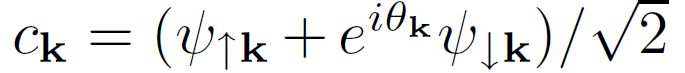 c_𝐤 = (ψ_{↑𝐤} + e^{iθ_𝐤}ψ_{↓𝐤})/√2